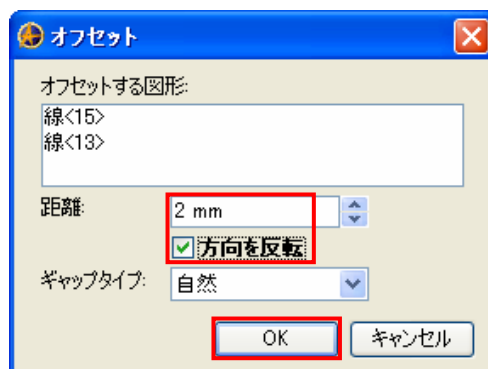 オフセット
オフセットする図形:
線<15>
線<13>
距離: 2 mm
方向を反転
ギャップタイプ: 自然
OK キャンセル